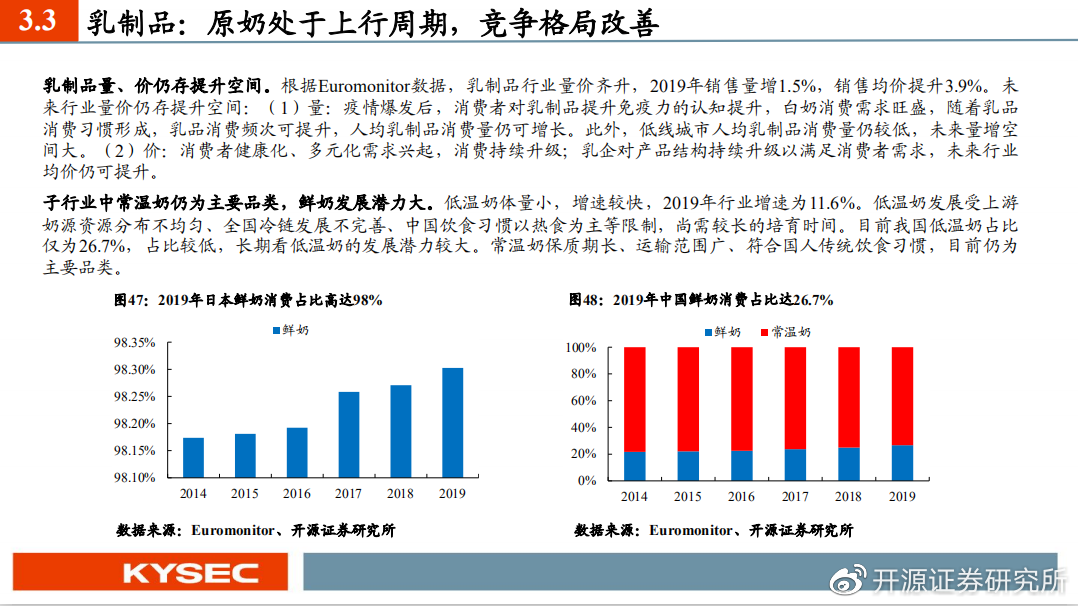 3.3
乳制品：原奶处于上行周期，竞争格局改善
乳制品量、价仍存提升空间。根据Euromonitor数据，乳制品行业量价齐升，2019年销售量增1.5%，销售均价提升3.9%。未
来行业量价仍存提升空间：（1）量：疫情爆发后，消费者对乳制品提升免疫力的认知提升，白奶消费需求旺盛，随着乳品
消费习惯形成，乳品消费频次可提升，人均乳制品消费量仍可增长。此外，低线城市人均乳制品消费量仍较低，未来量增空
间大。（2）价：消费者健康化、多元化需求兴起，消费持续升级；乳企对产品结构持续升级以满足消费者需求，未来行业
均价仍可提升。
子行业中常温奶仍为主要品类，鲜奶发展潜力大。低温奶体量小，增速较快，2019年行业增速为11.6%。低温奶发展受上游
奶源资源分布不均匀、全国冷链发展不完善、中国饮食习惯以热食为主等限制，尚需较长的培育时间。目前我国低温奶占比
仅为26.7%，占比较低，长期看低温奶的发展潜力较大。常温奶保质期长、运输范围广、符合国人传统饮食习惯，目前仍为
主要品类。
图47：2019年日本鲜奶消费占比高达98%
鲜奶
98.35%
98.30%
98.25%
98.20%
98.15%
98.10%
2014 2015 2016 2017 2018 2019
数据来源：Euromonitor、开源证券研究所
图48：2019年中国鲜奶消费占比达26.7%
鲜奶 常温奶
100%
80%
60%
40%
20%
0%
2014 2015 2016 2017 2018 2019
数据来源：Euromonitor、开源证券研究所
KYSEC
开源证券研究所